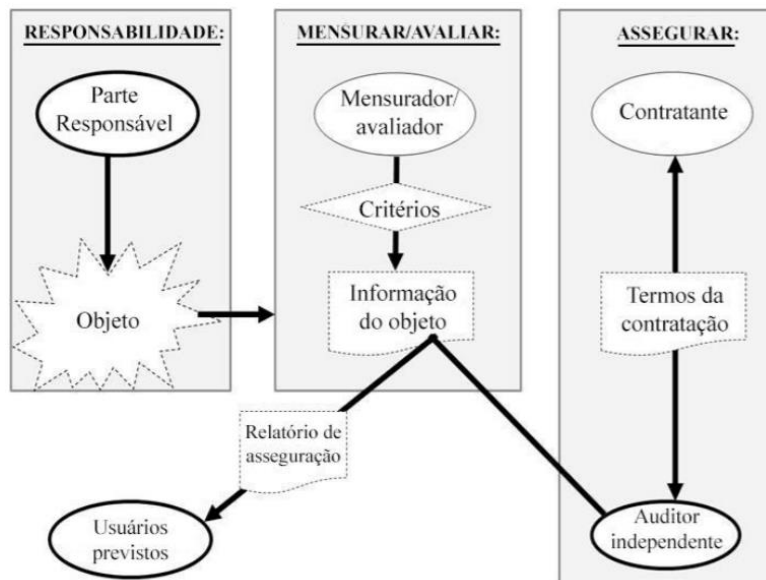 RESPONSABILIDADE:
Parte
Responsável
Objeto
MENSURAR/AVALIAR:
Mensurador/
avaliador
Critérios
Informação
do objeto
ASSEGURAR:
Contratante
Termos da
contratação
Auditor
independente
Relatório de
asseguração
Usuários
previstos